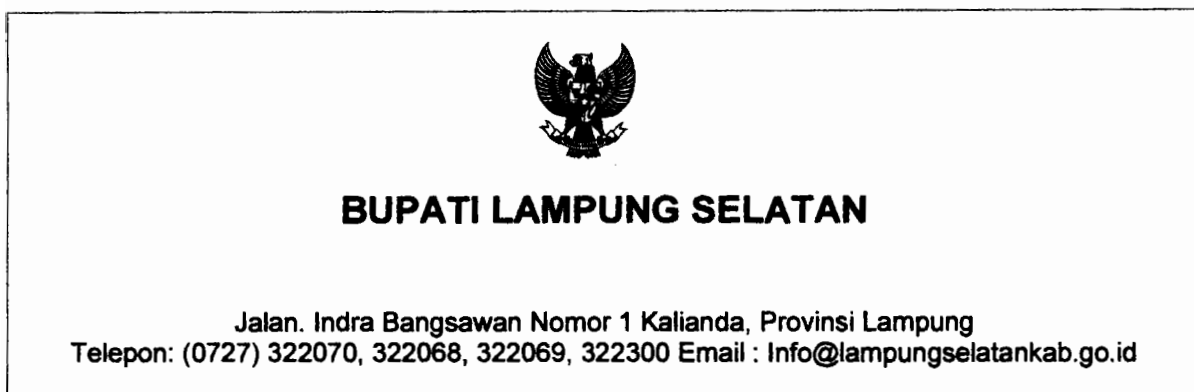 BUPATI LAMPUNG SELATAN
Jalan. Indra Bangsawan Nomor 1 Kalianda, Provinsi Lampung
Telepon: (0727) 322070, 322068, 322069, 322300 Email : Info@lampungselatankab.go.id